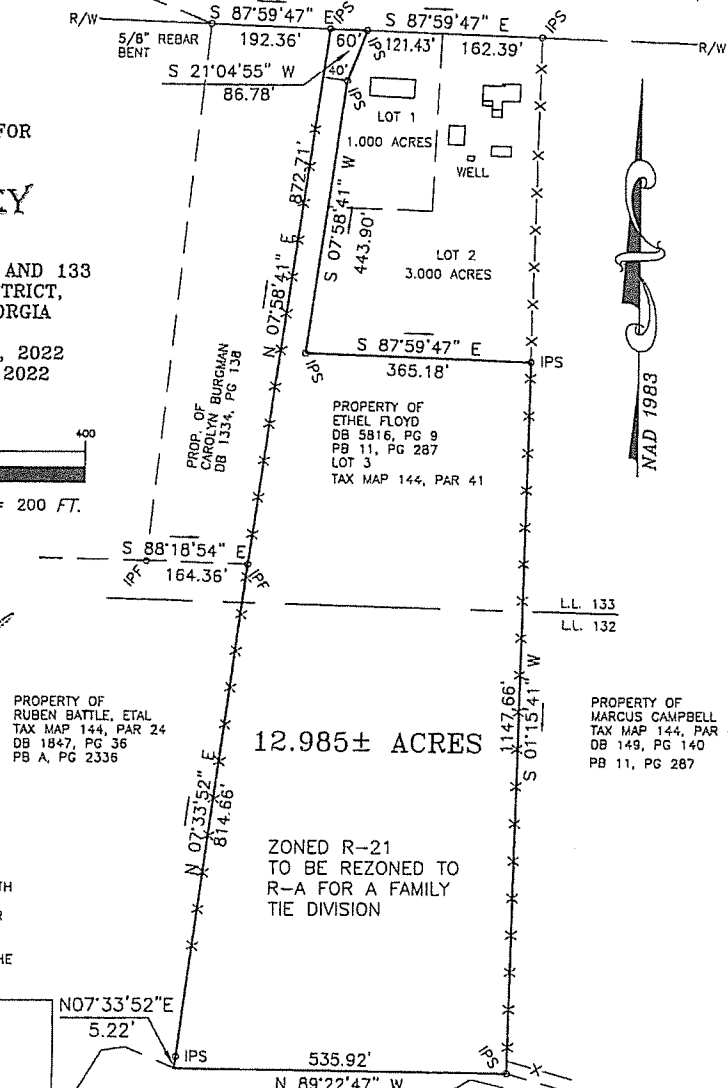 S 87°59'47" E
IPS
S 87°59'47" E
IPS
R/W
5/8" REBAR
BENT
192.36'
60'
IPS
121.43'
162.39'
R/W
S 21°04'55" W
86.78'
40'
IPS
LOT 1
1.000 ACRES
WELL
FOR
AND 133
TRICT,
ORGIA
, 2022
2022
N 07°58'41" E
872.71'
S 07°58'41" W
443.90'
LOT 2
3.000 ACRES
S 87°59'47" E
365.18'
IPS
IPS
NAD 1983
PROP. OF
CAROLYN BURGMAN
DB 1334, PG 138
PROPERTY OF
ETHEL FLOYD
DB 5816, PG 9
PB 11, PG 287
LOT 3
TAX MAP 144, PAR 41
400
= 200 FT.
S 88°18'54" E
164.36'
IPF
IPF
L.L. 133
L.L. 132
PROPERTY OF
RUBEN BATTLE, ETAL
TAX MAP 144, PAR 24
DB 1847, PG 36
PB A, PG 2336
12.985± ACRES
1147.66'
S 01°15'41" W
PROPERTY OF
MARCUS CAMPBELL
TAX MAP 144, PAR
DB 149, PG 140
PB 11, PG 287
N 07°33'52" E
814.66'
ZONED R-21
TO BE REZONED TO
R-A FOR A FAMILY
TIE DIVISION
TH
R
HE
N07°33'52"E
5.22'
IPS
535.92'
N 89°22'47" W
IPS